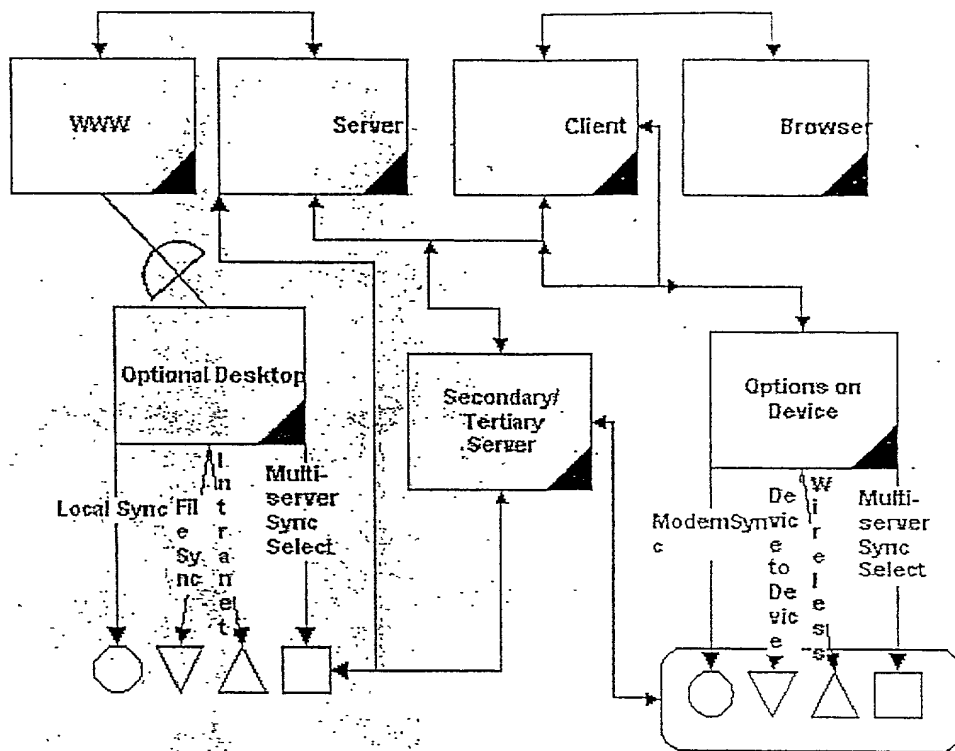 WWW
Server
Client
Browser
Optional Desktop
Secondary/
Tertiary
Server
Options on
Device
Local Sync
File
Sync
Intranet
Multi-
server
Sync
Select
ModemSyn
c
Device
to
Device
Wireless
Multi-
server
Sync
Select